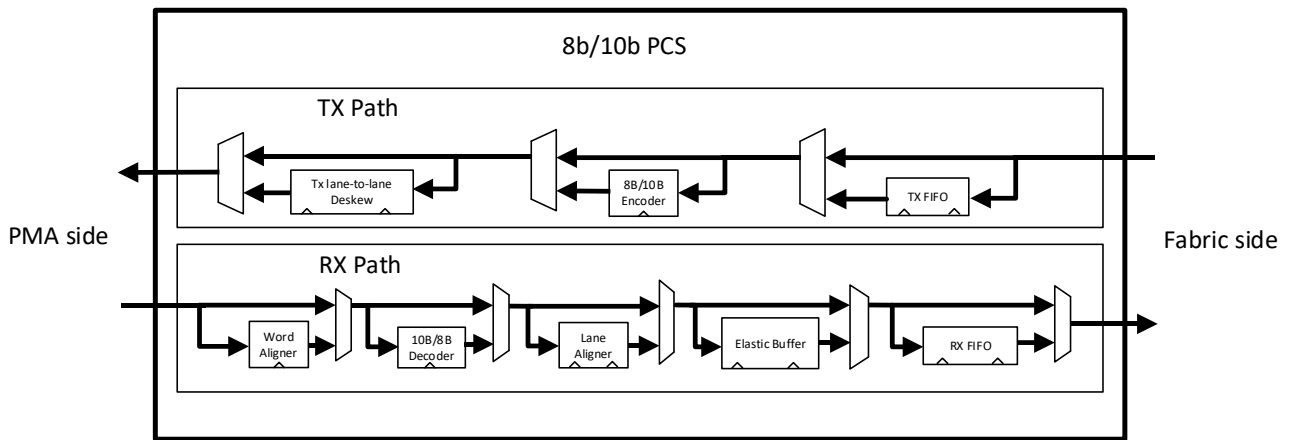 8b/10b PCS
TX Path
Tx lane-to-lane
Deskew
8B/10B
Encoder
TX FIFO
PMA side
Fabric side
RX Path
Word
Aligner
10B/8B
Decoder
Lane
Aligner
Elastic Buffer
RX FIFO